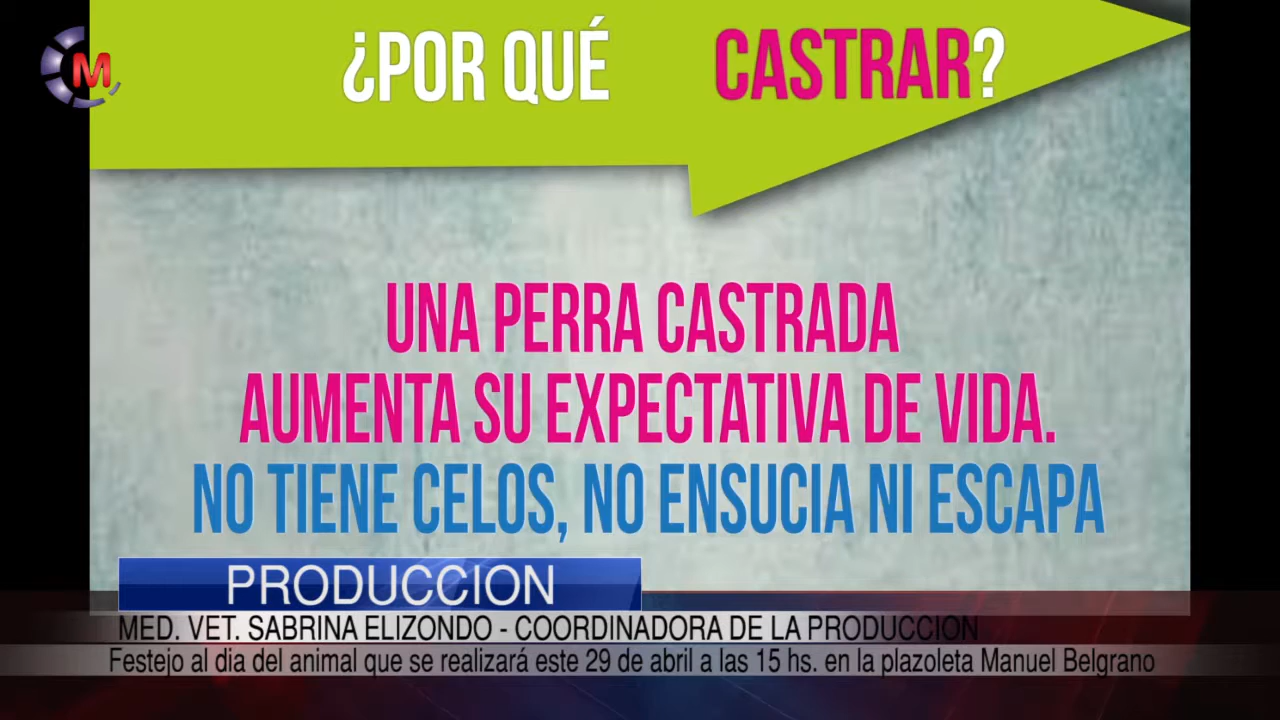 M
¿POR QUÉ CASTRAR?
UNA PERRA CASTRADA
AUMENTA SU EXPECTATIVA DE VIDA.
NO TIENE CELOS, NO ENSUCIA NI ESCAPA
PRODUCCION
MED. VET. SABRINA ELIZONDO - COORDINADORA DE LA PRODUCCION
Festejo al dia del animal que se realizará este 29 de abril a las 15 hs. en la plazoleta Manuel Belgrano